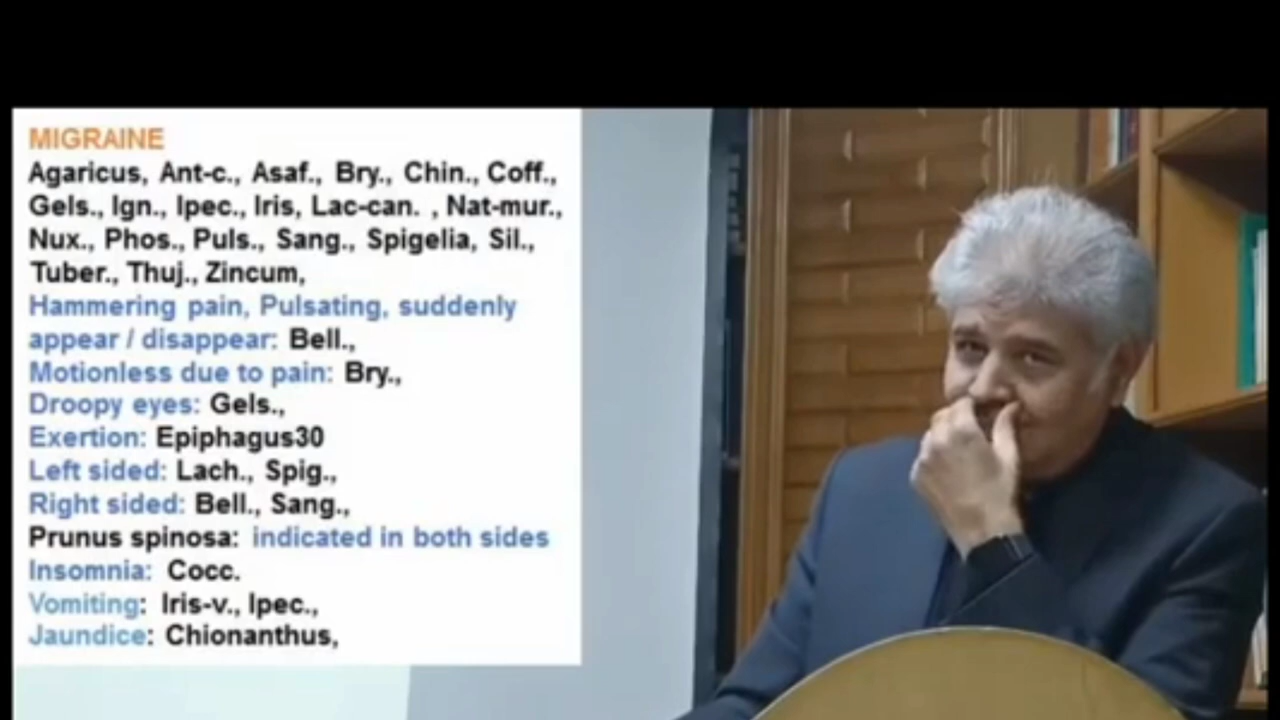 MIGRAINE
Agaricus, Ant-c., Asaf., Bry., Chin., Coff.,
Gels., Ign., Ipec., Iris, Lac-can. , Nat-mur.,
Nux., Phos., Puls., Sang., Spigelia, Sil.,
Tuber., Thuj., Zincum,
Hammering pain, Pulsating, suddenly
appear / disappear: Bell.,
Motionless due to pain: Bry.,
Droopy eyes: Gels.,
Exertion: Epiphagus30
Left sided: Lach., Spig.,
Right sided: Bell., Sang.,
Prunus spinosa: indicated in both sides
Insomnia: Cocc.
Vomiting: Iris-v., Ipec.,
Jaundice: Chionanthus,